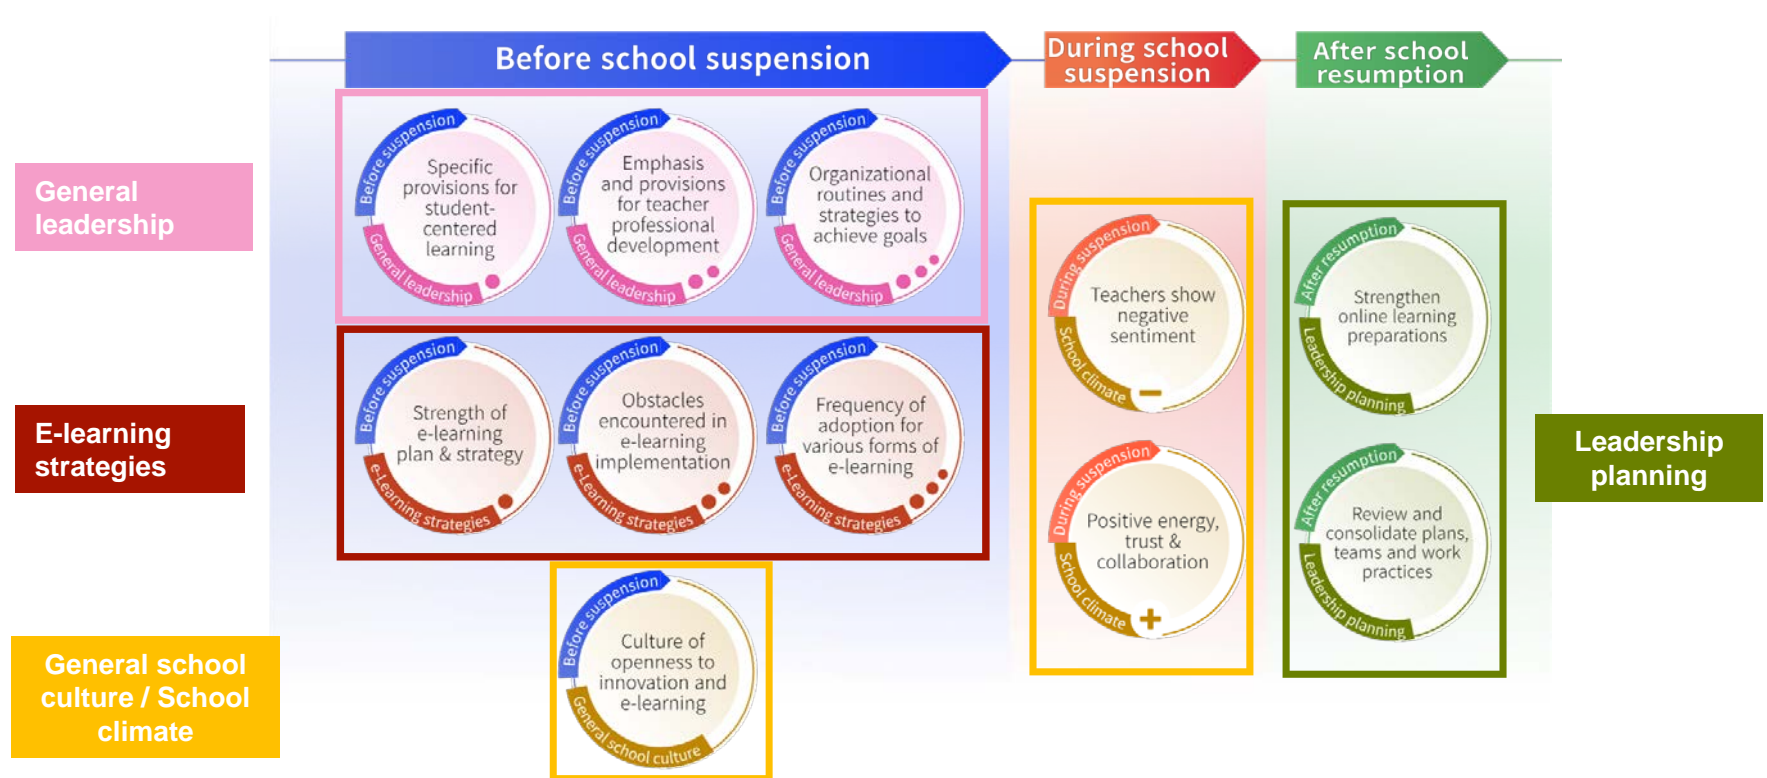 Before school suspension
During school
suspension
After school
resumption
General
leadership
Before suspension
Specific
provisions for
student-
centered
learning
General leadership
Before suspension
Emphasis
and provisions
for teacher
professional
development
General leadership
Before suspension
Organizational
routines and
strategies to
achieve goals
General leadership
E-learning
strategies
Before suspension
Strength of
e-learning
plan & strategy
e-Learning strategies
Before suspension
Obstacles
encountered in
e-learning
implementation
e-Learning strategies
Before suspension
Frequency of
adoption for
various forms of
e-learning
e-Learning strategies
General school
culture / School
climate
Before suspension
Culture of
openness to
innovation and
e-learning
General school culture
During suspension
Teachers show
negative
sentiment
School climate
−
During suspension
Positive energy,
trust &
collaboration
School climate
+
After resumption
Strengthen
online learning
preparations
Leadership planning
After resumption
Review and
consolidate plans,
teams and work
practices
Leadership planning
Leadership
planning